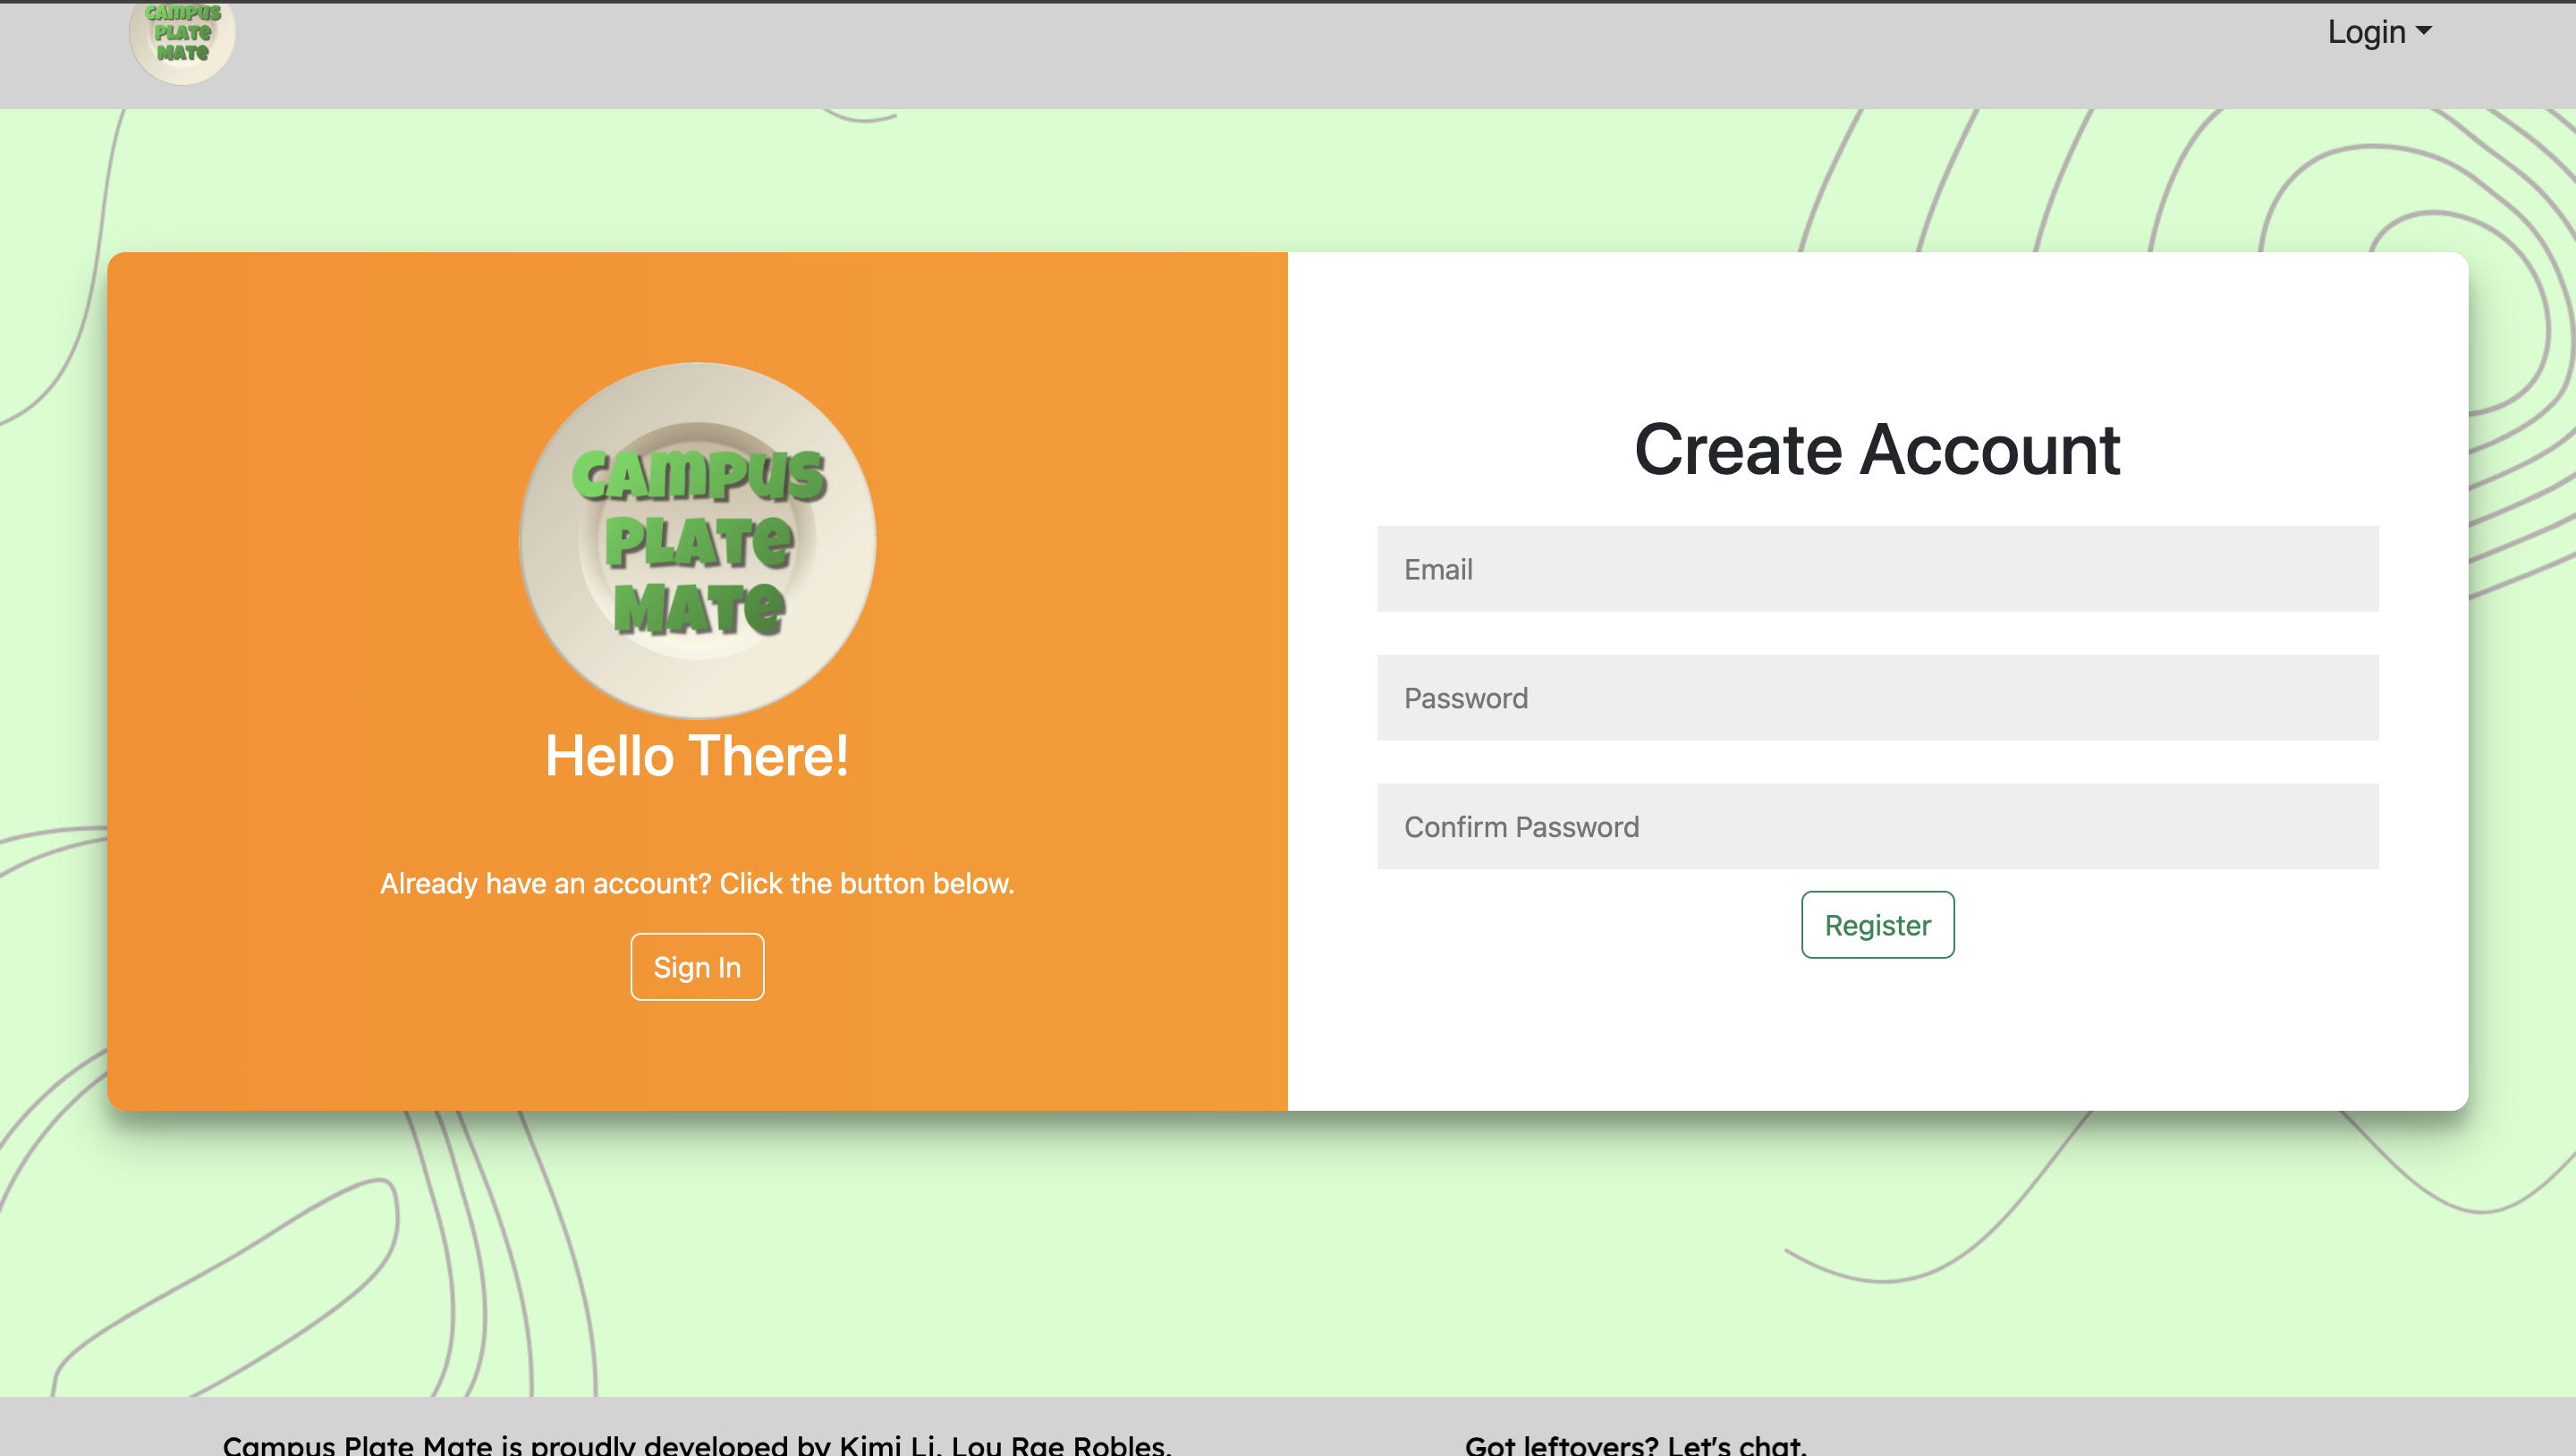 CAMPUS
PLATE
MATE
Login
CAMPUS
PLATE
MATE
Hello There!
Already have an account? Click the button below.
Sign In
Create Account
Email
Password
Confirm Password
Register
Campus Plate Mate is proudly developed by Kimi Li, Lou Rae Robles,
Got leftovers? Let's chat.